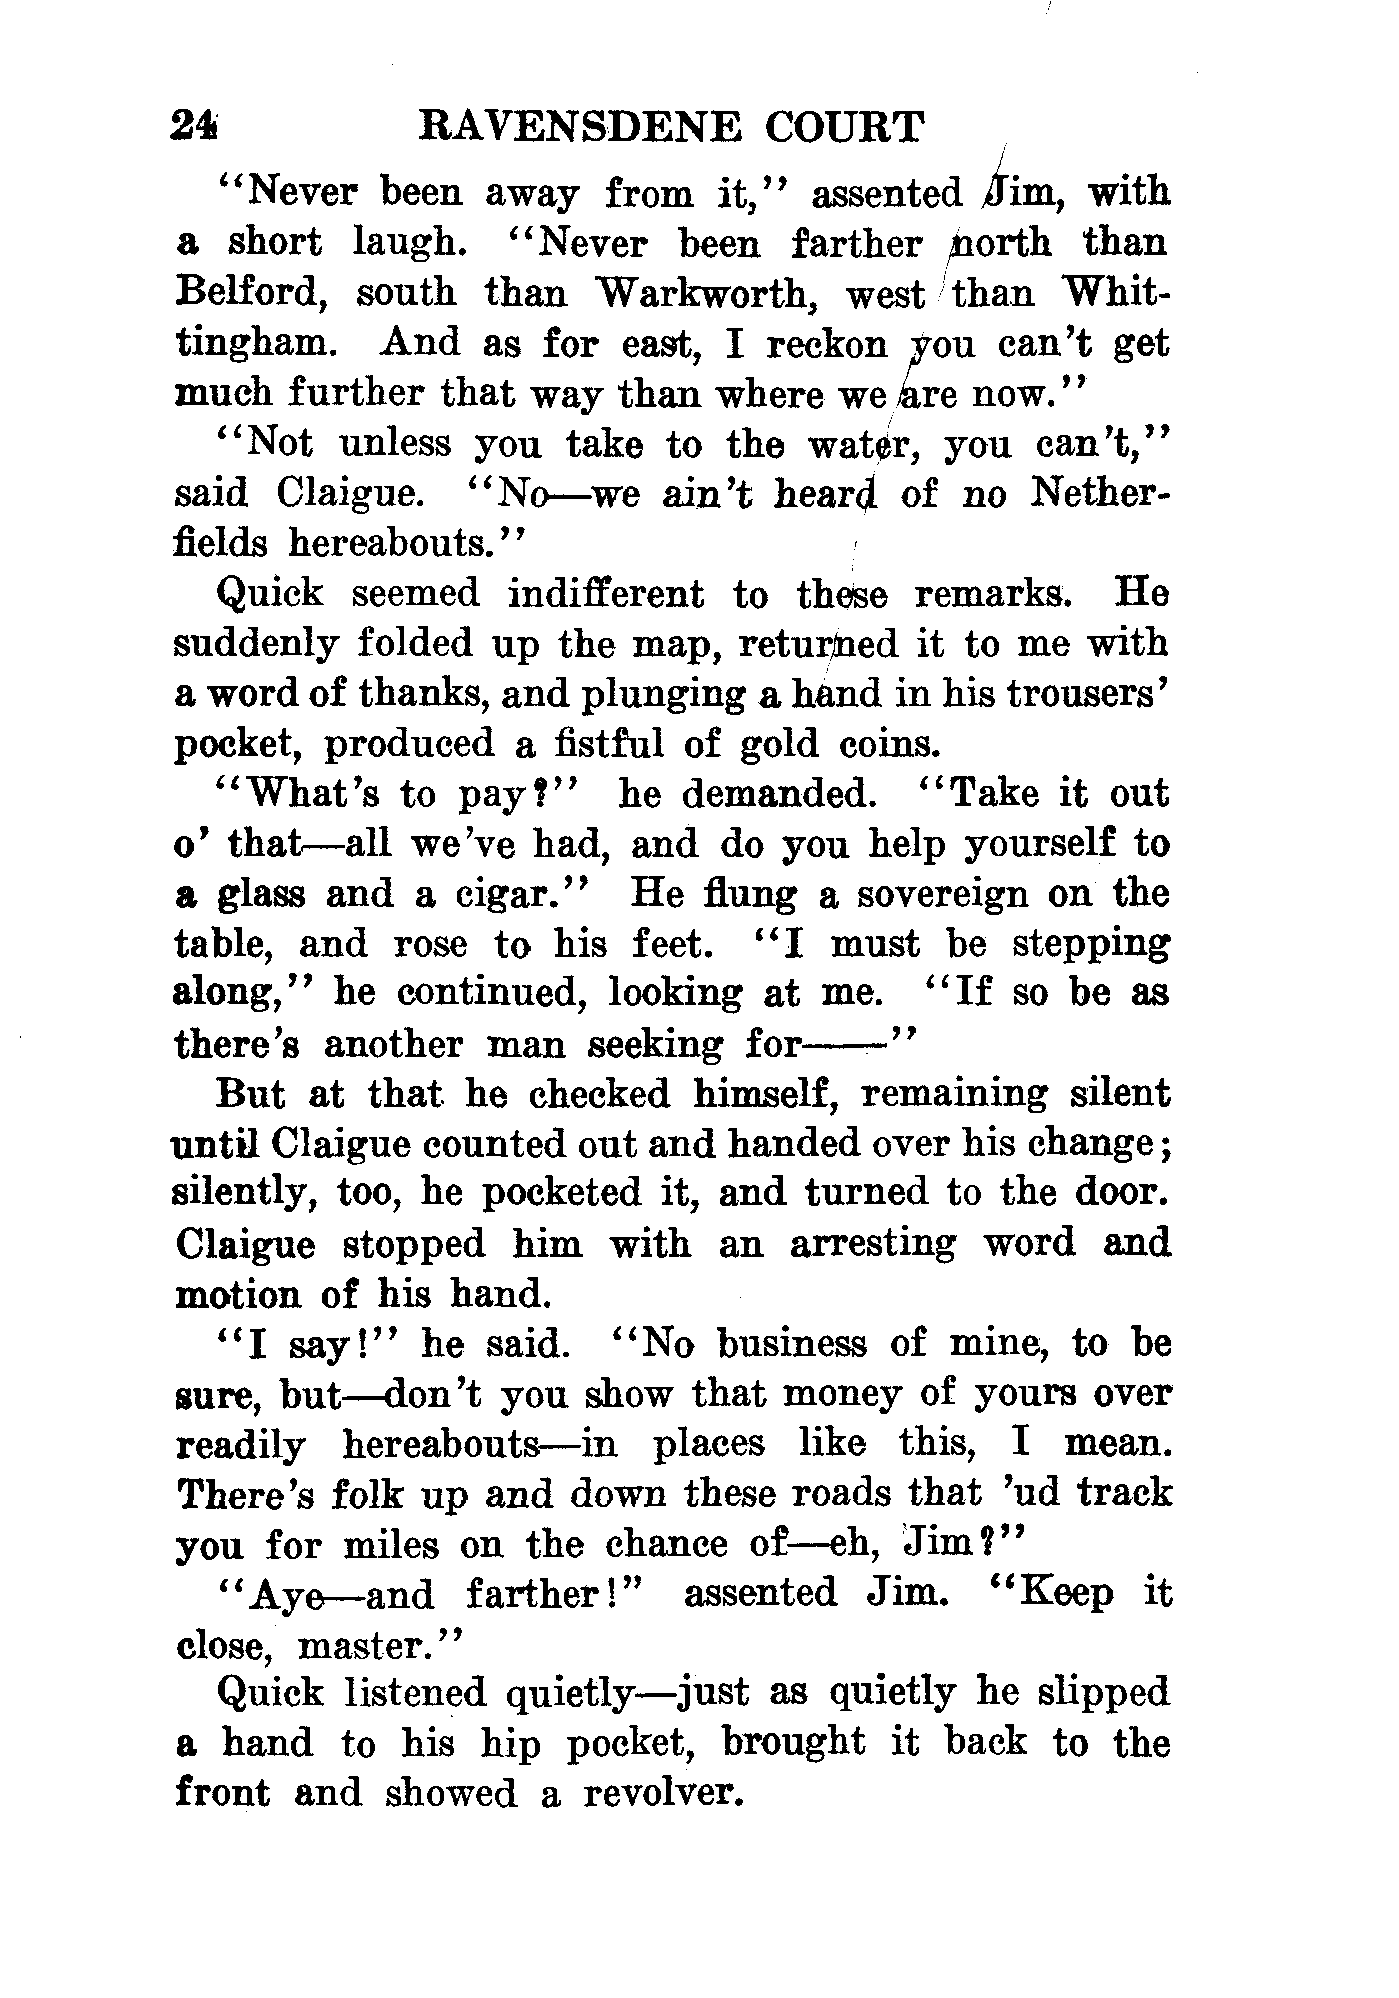 24 RAVENSDENE COURT
"Never been away from it," assented Jim, with
a short laugh. "Never been farther north than
Belford, south than Warkworth, west than Whit-
tingham. And as for east, I reckon you can't get
much further that way than where we are now."
"Not unless you take to the water, you can't,"
said Claigue. "No—we ain't heard of no Nether-
fields hereabouts."
Quick seemed indifferent to these remarks. He
suddenly folded up the map, returned it to me with
a word of thanks, and plunging a hand in his trousers'
pocket, produced a fistful of gold coins.
"What's to pay?" he demanded. "Take it out
o' that—all we've had, and do you help yourself to
a glass and a cigar." He flung a sovereign on the
table, and rose to his feet. "I must be stepping
along," he continued, looking at me. "If so be as
there's another man seeking for——"
But at that he checked himself, remaining silent
until Claigue counted out and handed over his change;
silently, too, he pocketed it, and turned to the door.
Claigue stopped him with an arresting word and
motion of his hand.
"I say!" he said. "No business of mine, to be
sure, but—don't you show that money of yours over
readily hereabouts—in places like this, I mean.
There's folk up and down these roads that 'ud track
you for miles on the chance of—eh, Jim?"
"Aye—and farther!" assented Jim. "Keep it
close, master."
Quick listened quietly—just as quietly he slipped
a hand to his hip pocket, brought it back to the
front and showed a revolver.